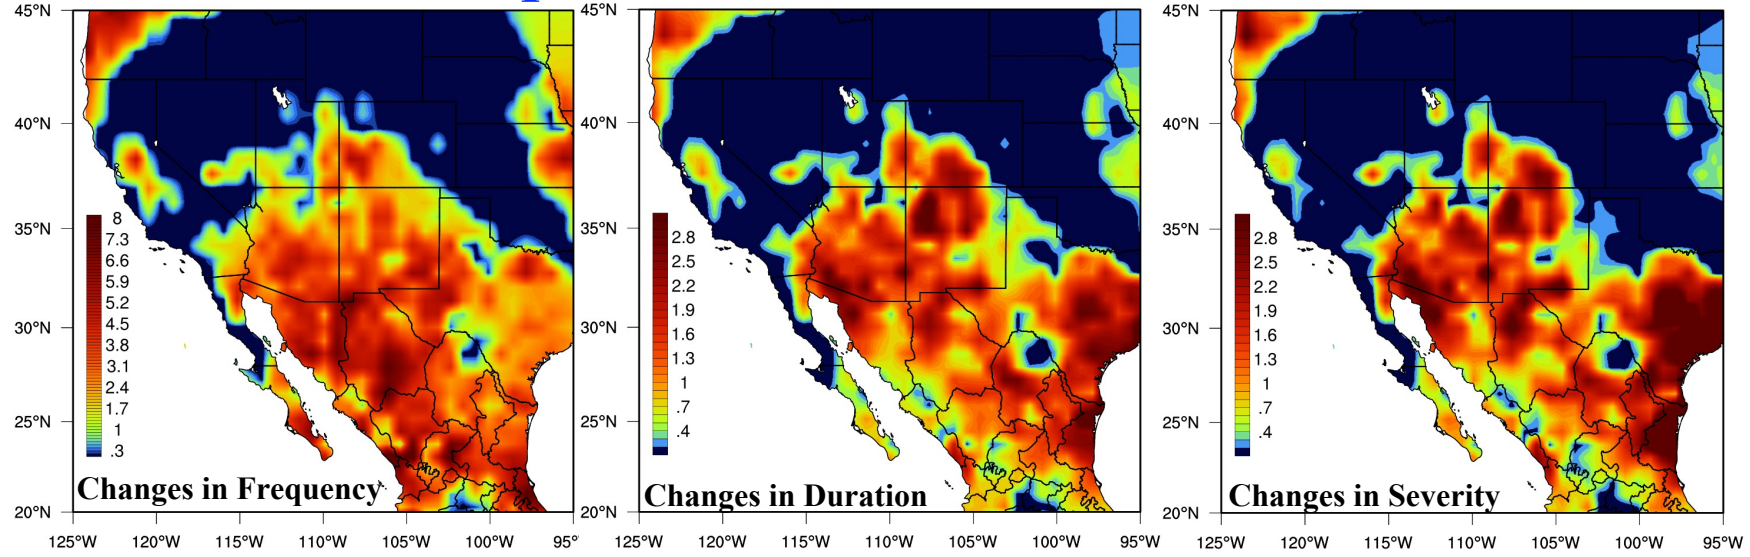 45°N
40°N
35°N
30°N
25°N
20°N
8
7.3
6.6
5.9
5.2
4.5
3.8
3.1
2.4
1.7
1
.3
Changes in Frequency
125°W 120°W 115°W 110°W 105°W 100°W 95°
45°N
40°N
35°N
30°N
25°N
20°N
2.8
2.5
2.2
1.9
1.6
1.3
1
.7
.4
Changes in Duration
125°W 120°W 115°W 110°W 105°W 100°W 95°W
45°N
40°N
35°N
30°N
25°N
20°N
2.8
2.5
2.2
1.9
1.6
1.3
1
.7
.4
Changes in Severity
125°W 120°W 115°W 110°W 105°W 100°W 95°W